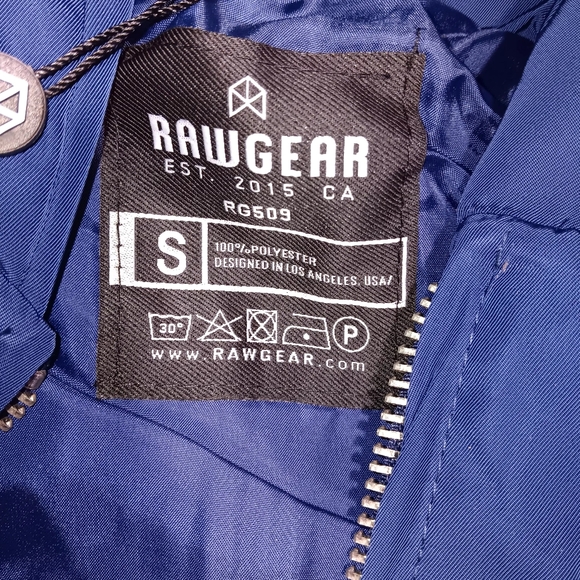 RAWGEAR
EST. 2015 CA
RG509
S
100%POLYESTER
DESIGNED IN LOS ANGELES, USA/
30°
P
www.RAWGEAR.com